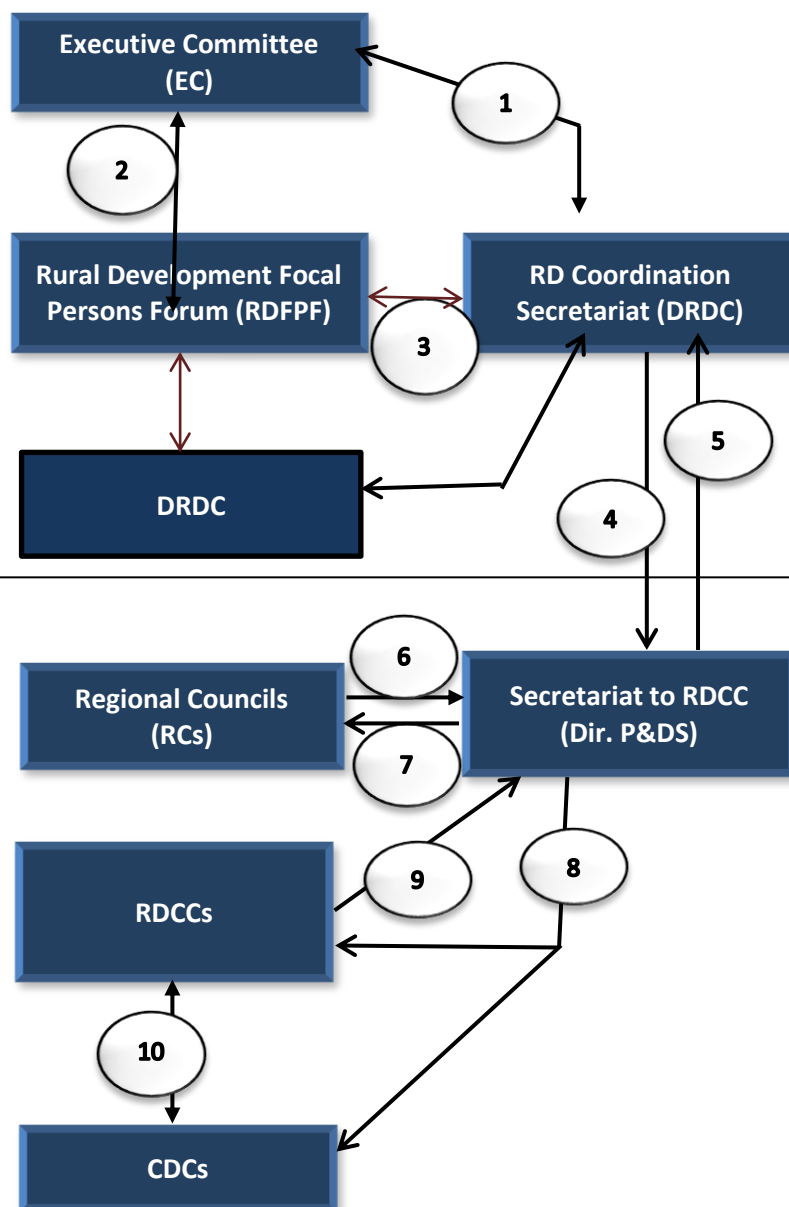 Executive Committee
(EC)
1
2
Rural Development Focal
Persons Forum (RDFPF)
RD Coordination
Secretariat (DRDC)
3
5
DRDC
4
6
Regional Councils
(RCs)
Secretariat to RDCC
(Dir. P&DS)
7
8
9
RDCCs
10
CDCs